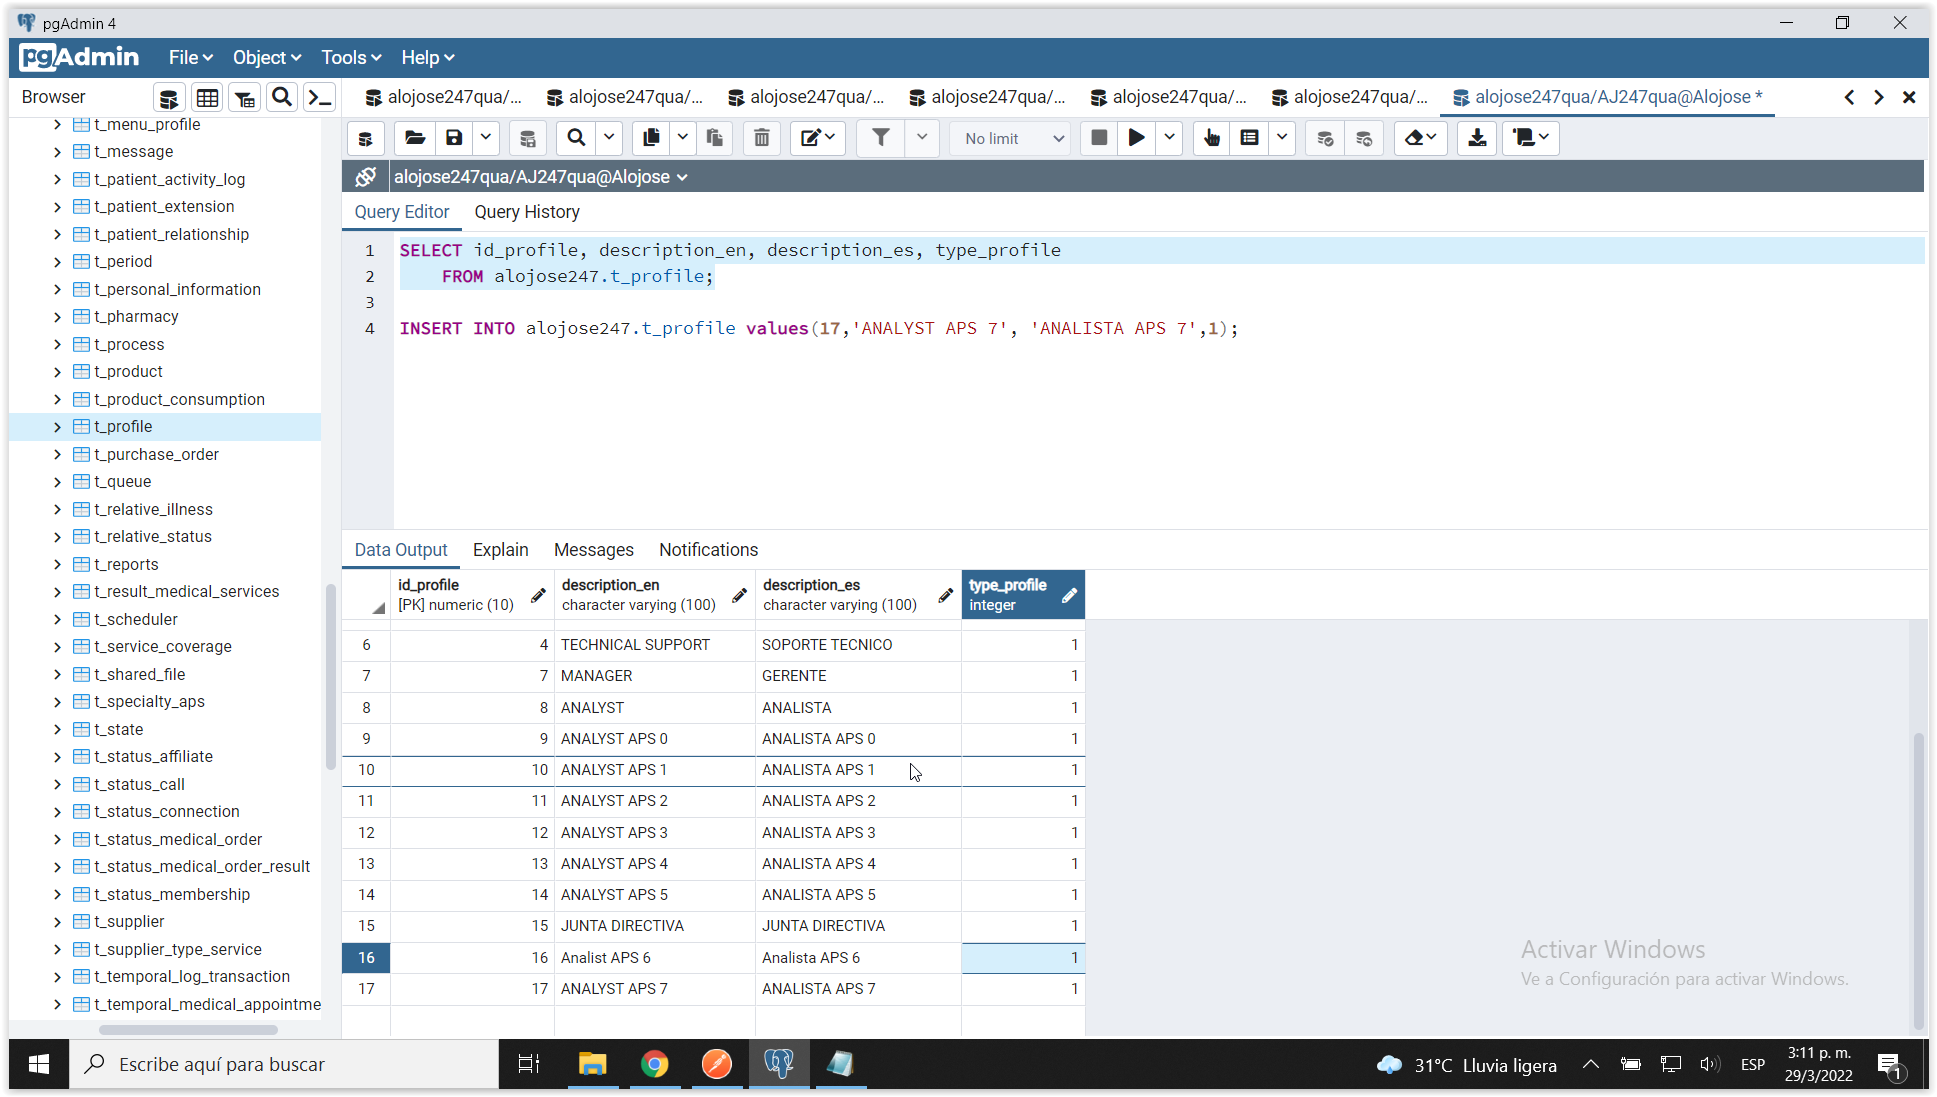 pgAdmin 4
pgAdmin File Object Tools Help
Browser
alojose247qua/... alojose247qua/... alojose247qua/... alojose247qua/... alojose247qua/... alojose247qua/... alojose247qua/AJ247qua@Alojose *
No limit
alojose247qua/AJ247qua@Alojose
Query Editor Query History
1 SELECT id_profile, description_en, description_es, type_profile
2 FROM alojose247.t_profile;
3
4 INSERT INTO alojose247.t_profile values(17,'ANALYST APS 7', 'ANALISTA APS 7',1);
t_menu_profile
t_message
t_patient_activity_log
t_patient_extension
t_patient_relationship
t_period
t_personal_information
t_pharmacy
t_process
t_product
t_product_consumption
t_profile
t_purchase_order
t_queue
t_relative_illness
t_relative_status
t_reports
t_result_medical_services
t_scheduler
t_service_coverage
t_shared_file
t_specialty_aps
t_state
t_status_affiliate
t_status_call
t_status_connection
t_status_medical_order
t_status_medical_order_result
t_status_membership
t_supplier
t_supplier_type_service
t_temporal_log_transaction
t_temporal_medical_appointme
Data Output Explain Messages Notifications
id_profile description_en description_es type_profile
[PK] numeric (10) character varying (100) character varying (100) integer
6 4 TECHNICAL SUPPORT SOPORTE TECNICO 1
7 7 MANAGER GERENTE 1
8 8 ANALYST ANALISTA 1
9 9 ANALYST APS 0 ANALISTA APS 0 1
10 10 ANALYST APS 1 ANALISTA APS 1 1
11 11 ANALYST APS 2 ANALISTA APS 2 1
12 12 ANALYST APS 3 ANALISTA APS 3 1
13 13 ANALYST APS 4 ANALISTA APS 4 1
14 14 ANALYST APS 5 ANALISTA APS 5 1
15 15 JUNTA DIRECTIVA JUNTA DIRECTIVA 1
16 16 Analist APS 6 Analista APS 6 1
17 17 ANALYST APS 7 ANALISTA APS 7 1
Activar Windows
Ve a Configuración para activar Windows.
Escribe aquí para buscar
31°C Lluvia ligera
ESP
3:11 p. m.
29/3/2022
1